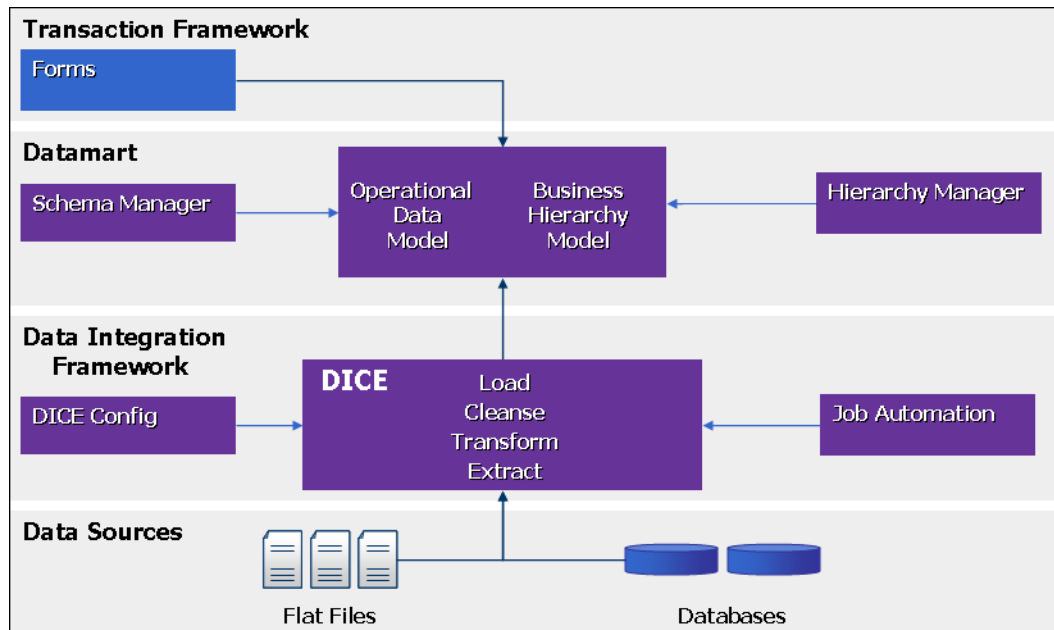 Transaction Framework
Forms
Datamart
Schema Manager
Operational
Data
Model
Business
Hierarchy
Model
Hierarchy Manager
Data Integration
Framework
DICE Config
DICE
Load
Cleanse
Transform
Extract
Job Automation
Data Sources
Flat Files
Databases